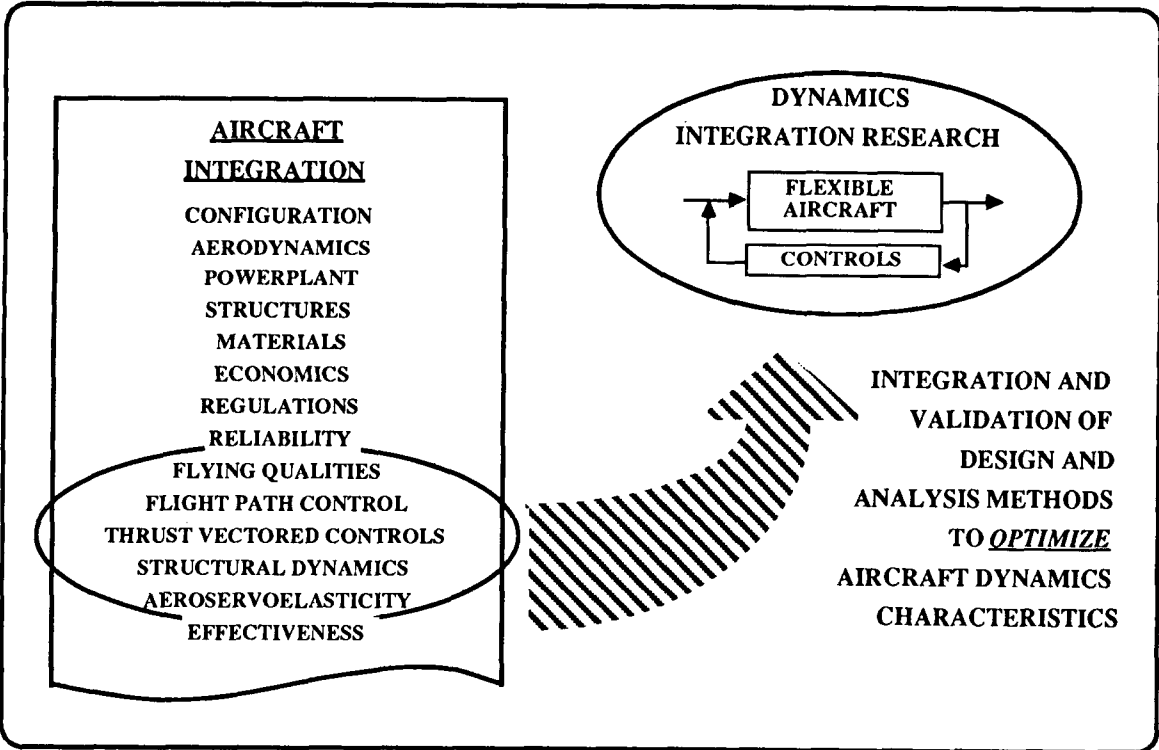 AIRCRAFT
INTEGRATION
CONFIGURATION
AERODYNAMICS
POWERPLANT
STRUCTURES
MATERIALS
ECONOMICS
REGULATIONS
RELIABILITY
FLYING QUALITIES
FLIGHT PATH CONTROL
THRUST VECTORED CONTROLS
STRUCTURAL DYNAMICS
AEROSERVOELASTICITY
EFFECTIVENESS
DYNAMICS
INTEGRATION RESEARCH
FLEXIBLE
AIRCRAFT
CONTROLS
INTEGRATION AND
VALIDATION OF
DESIGN AND
ANALYSIS METHODS
TO OPTIMIZE
AIRCRAFT DYNAMICS
CHARACTERISTICS